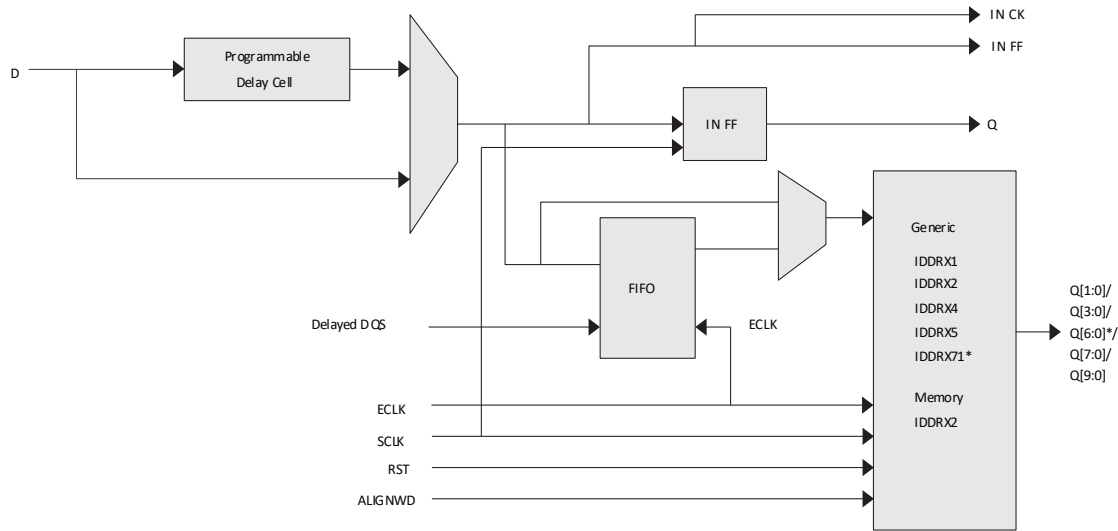 IN CK
IN FF
D
Programmable
Delay Cell
IN FF
Q
Generic
IDDRX1
IDDRX2
IDDRX4
IDDRX5
IDDRX71*
Memory
IDDRX2
FIFO
Delayed DQS
ECLK
Q[1:0]/
Q[3:0]/
Q[6:0]*/
Q[7:0]/
Q[9:0]
ECLK
SCLK
RST
ALIGNWD